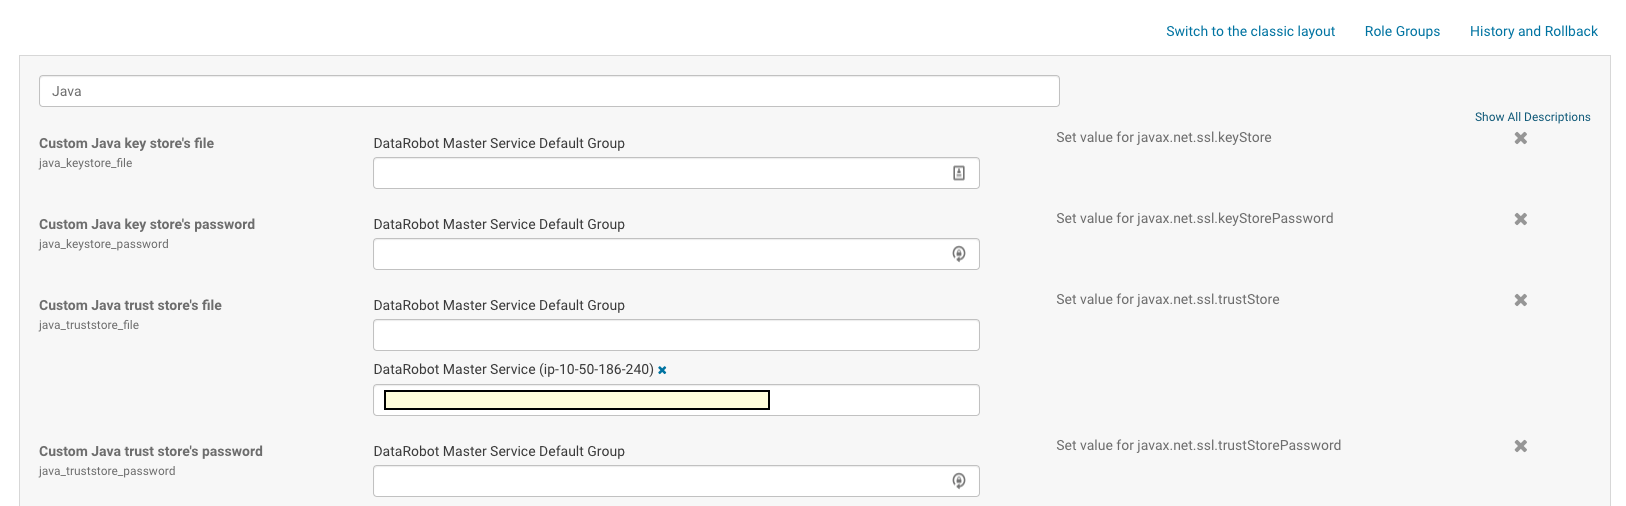 Switch to the classic layout Role Groups History and Rollback
Java
Show All Descriptions
Custom Java key store's file DataRobot Master Service Default Group Set value for javax.net.ssl.keyStore
java_keystore_file
Custom Java key store's password DataRobot Master Service Default Group Set value for javax.net.ssl.keyStorePassword
java_keystore_password
Custom Java trust store's file DataRobot Master Service Default Group Set value for javax.net.ssl.trustStore
java_truststore_file
DataRobot Master Service (ip-10-50-186-240)
Custom Java trust store's password DataRobot Master Service Default Group Set value for javax.net.ssl.trustStorePassword
java_truststore_password